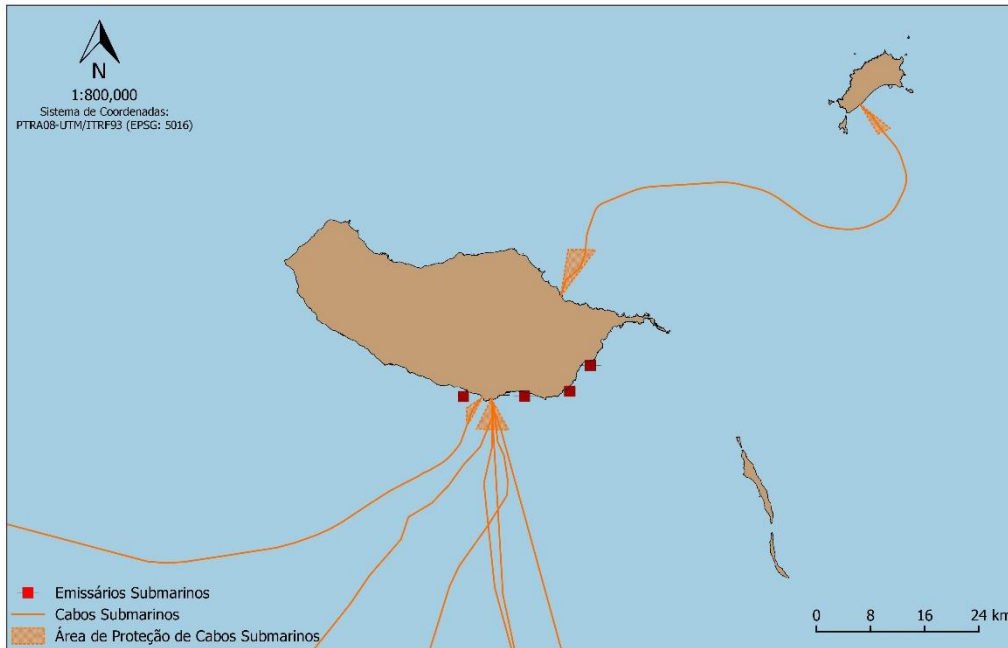 N
1:800,000
Sistema de Coordenadas:
PTRA08-UTM/ITRF93 (EPSG: 5016)
Emissários Submarinos
Cabos Submarinos
Área de Proteção de Cabos Submarinos
0 8 16 24 km